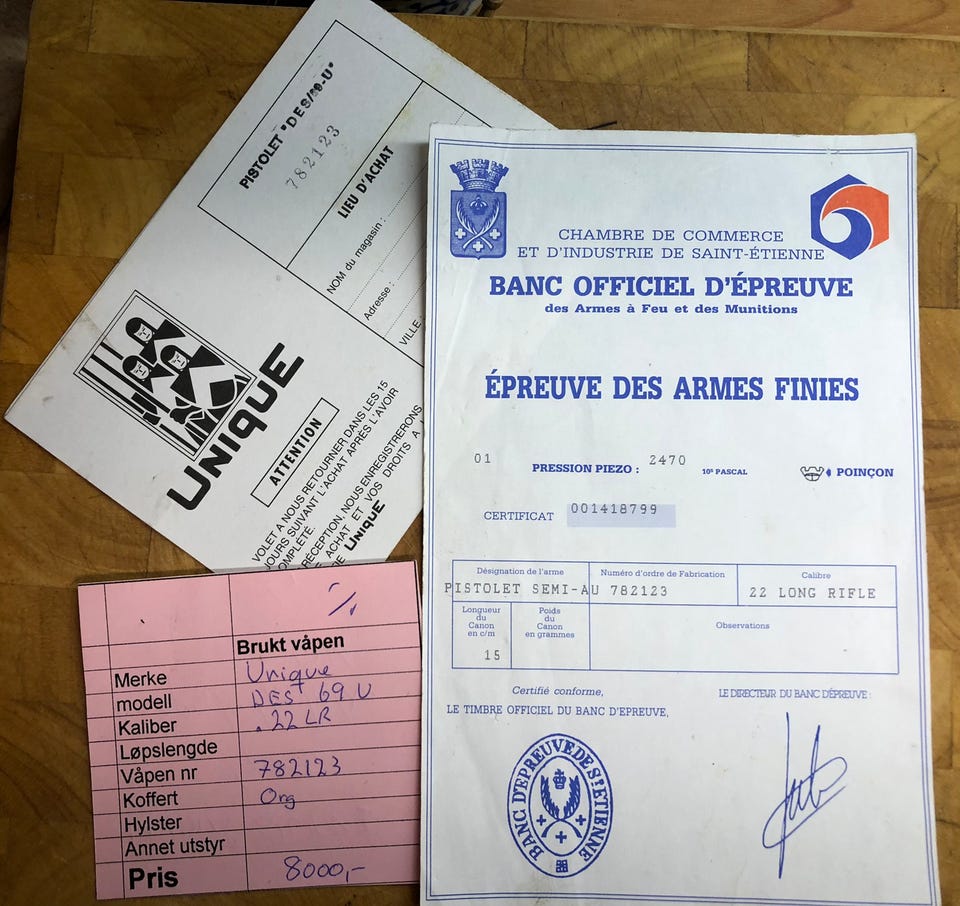 PISTOLET "DES/69-U"
782123
LIEU D'ACHAT
NOM du magasin :
Adresse :
VILLE
UNIQUE
ATTENTION
VOLET A NOUS RETOURNER DANS LES 15
JOURS SUIVANT L'ACHAT APRÈS L'AVOIR
COMPLÉTÉ.
RÉCEPTION, NOUS ENREGISTRERONS
ACHAT ET VOS DROITS A L
UNIQUE
CHAMBRE DE COMMERCE
ET D'INDUSTRIE DE SAINT-ÉTIENNE
BANC OFFICIEL D'ÉPREUVE
des Armes à Feu et des Munitions
ÉPREUVE DES ARMES FINIES
01 PRESSION PIEZO : 2470 10⁵ PASCAL POINÇON
CERTIFICAT 001418799
Désignation de l'arme Numéro d'ordre de Fabrication Calibre
PISTOLET SEMI-AU 782123 22 LONG RIFLE
Longueur du Canon en c/m Poids du Canon en grammes Observations
15
Certifié conforme,
LE TIMBRE OFFICIEL DU BANC D'EPREUVE,
LE DIRECTEUR DU BANC D'ÉPREUVE :
BANC D'EPREUVE DE ST ETIENNE
Brukt våpen
Merke Unique
modell DES 69 U
Kaliber .22 LR
Løpslengde
Våpen nr 782123
Koffert Org
Hylster
Annet utstyr
Pris 8000,-